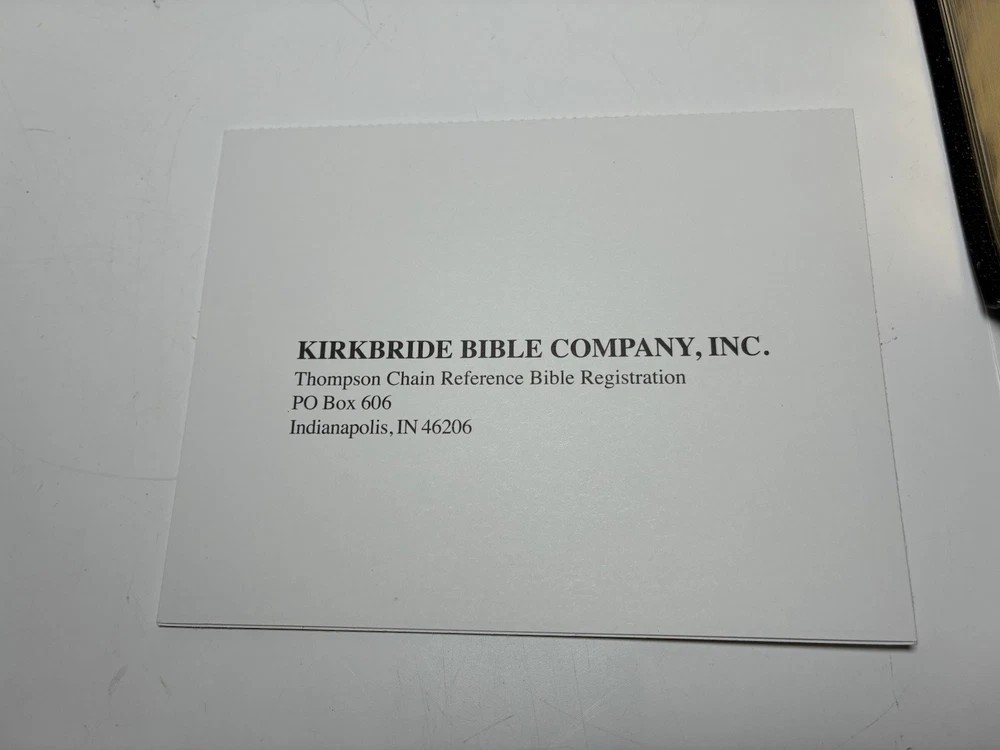 KIRKBRIDE BIBLE COMPANY, INC.
Thompson Chain Reference Bible Registration
PO Box 606
Indianapolis, IN 46206